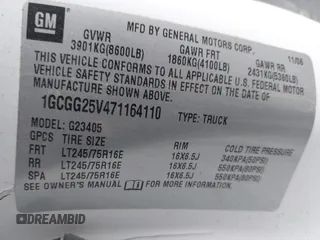 GM
MFD BY GENERAL MOTORS CORP. 11/06
GVWR GAWR FRT GAWR RR
3901KG(8600LB) 1860KG(4100LB) 2431KG(5360LB)
THIS VEHICLE CONFORMS TO ALL APPLICABLE U.S.
FEDERAL MOTOR VEHICLE SAFETY STANDARDS
IN EFFECT ON THE DATE OF
MANUFACTURE SHOWN ABOVE.
1GCGG25V471164110 TYPE: TRUCK
MODEL: G23405
GPC5 TIRE SIZE RIM COLD TIRE PRESSURE
FRT LT245/75R16E 16X6.5J 340KPA(50PSI)
RR LT245/75R16E 16X6.5J 550KPA(80PSI)
SPA LT245/75R16E 16X6.5J 550KPA(80PSI)
SEE OWNER'S MANUAL FOR MORE INFORMATION.
DREAMBID